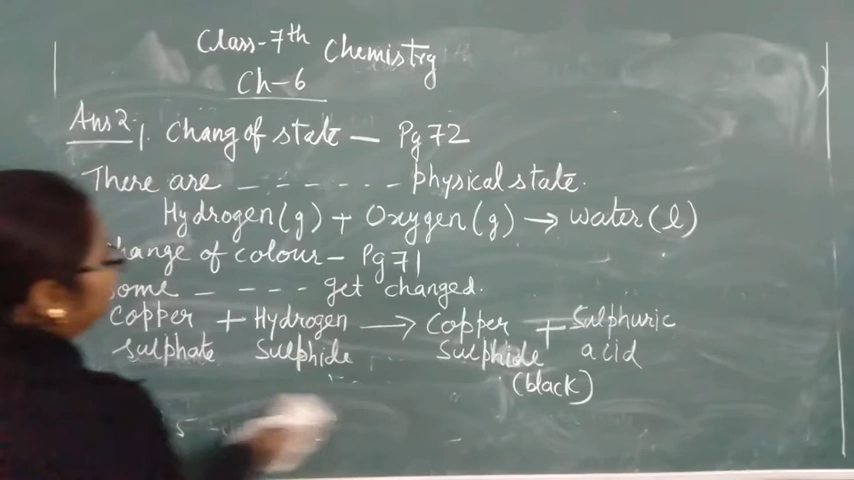 Class-7th Chemistry
Ch-6
Ans 2 1. Chang of state — Pg 72
There are ------- physical state.
Hydrogen(g) + Oxygen(g) → water(l)
hange of colour – Pg 71
some ---- get changed.
Copper + Hydrogen → Copper + Sulphuric
sulphate sulphide sulphide acid
(black)